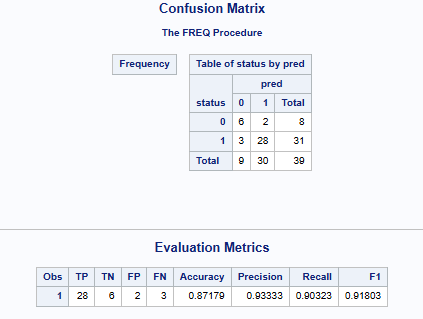 Confusion Matrix
The FREQ Procedure
Frequency
Table of status by pred
pred
status 0 1 Total
0 6 2 8
1 3 28 31
Total 9 30 39
Evaluation Metrics
Obs TP TN FP FN Accuracy Precision Recall F1
1 28 6 2 3 0.87179 0.93333 0.90323 0.91803